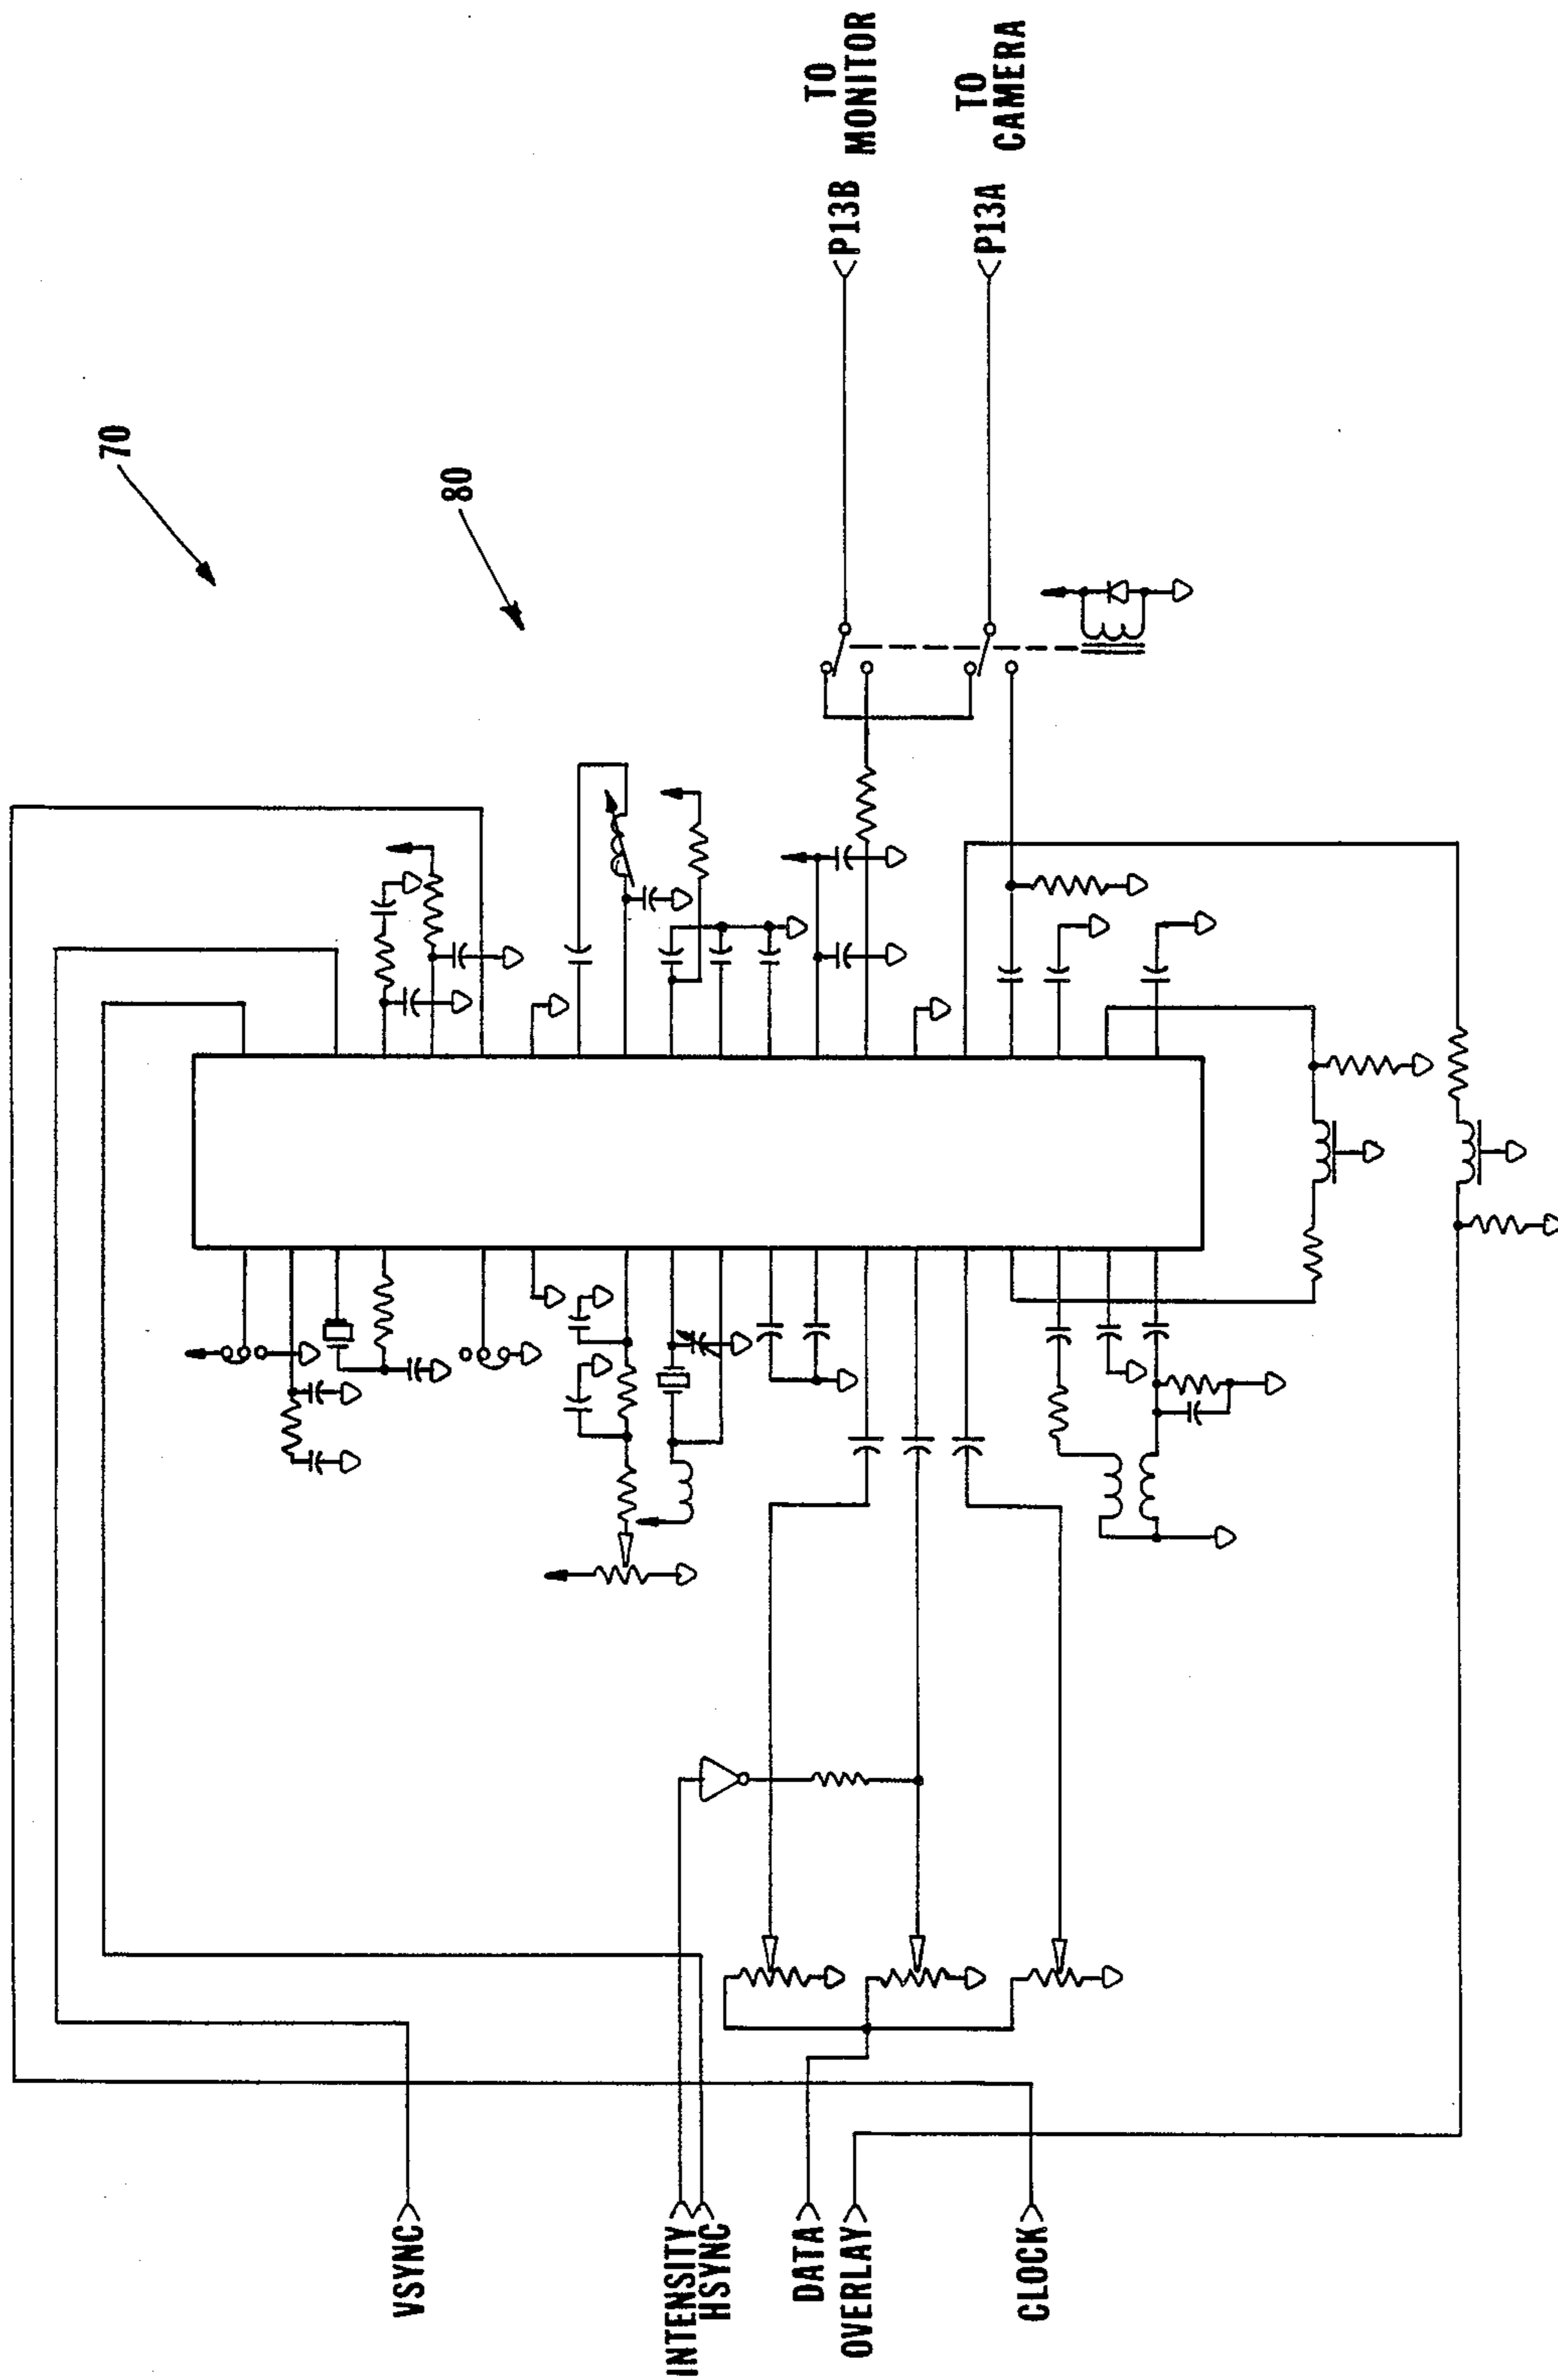 70
80
P13B
TO
MONITOR
P13A
TO
CAMERA
VSYNC
INTENSITY
HSYNC
DATA
OVERLAY
CLOCK